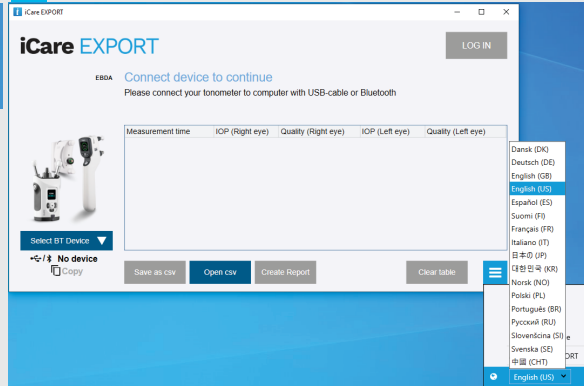 iCare EXPORT
iCare EXPORT
LOG IN
EBDA
Connect device to continue
Please connect your tonometer to computer with USB-cable or Bluetooth
Measurement time IOP (Right eye) Quality (Right eye) IOP (Left eye) Quality (Left eye)
Select BT Device
No device
Copy
Save as csv Open csv Create Report Clear table
Dansk (DK)
Deutsch (DE)
English (GB)
English (US)
Español (ES)
Suomi (FI)
Français (FR)
Italiano (IT)
日本の (JP)
대한민국 (KR)
Norsk (NO)
Polski (PL)
Português (BR)
Русский (RU)
Slovenščina (SI)
Svenska (SE)
中國 (CHT)
English (US)